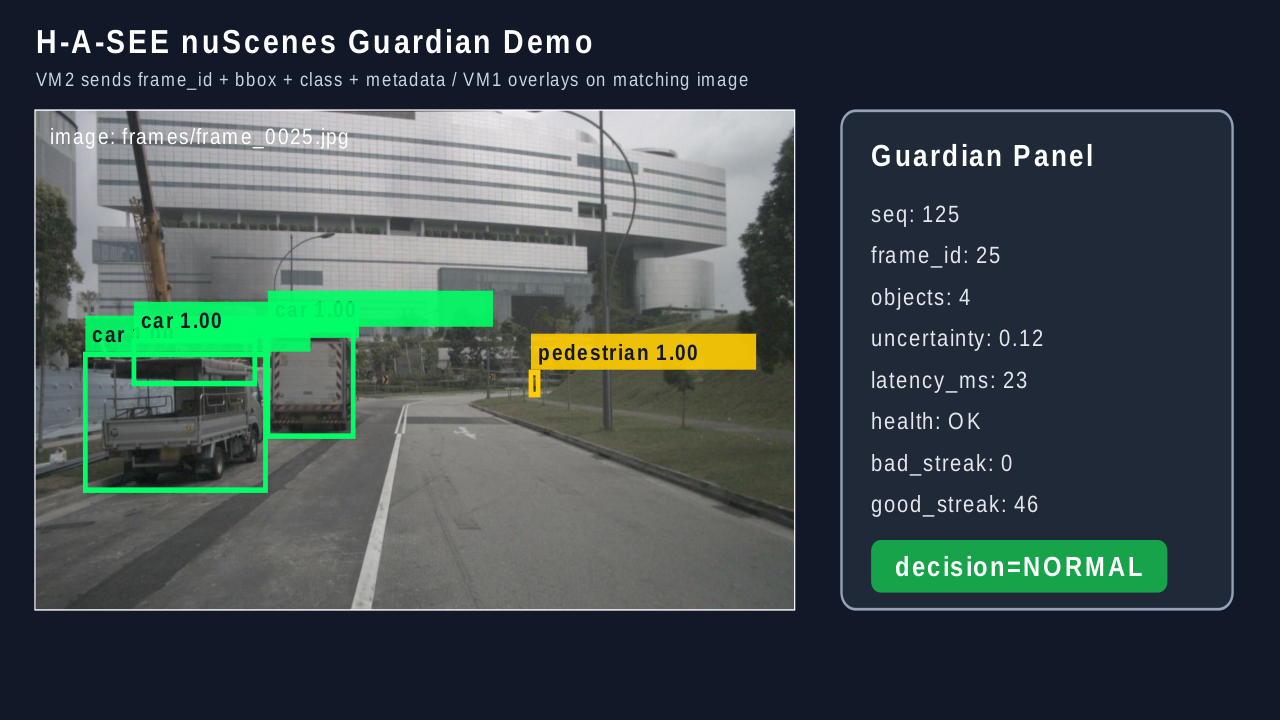 H-A-SEE nuScenes Guardian Demo
VM2 sends frame_id + bbox + class + metadata / VM1 overlays on matching image
image: frames/frame_0025.jpg
car 1.00
car 1.00
car
pedestrian 1.00
Guardian Panel
seq: 125
frame_id: 25
objects: 4
uncertainty: 0.12
latency_ms: 23
health: OK
bad_streak: 0
good_streak: 46
decision=NORMAL